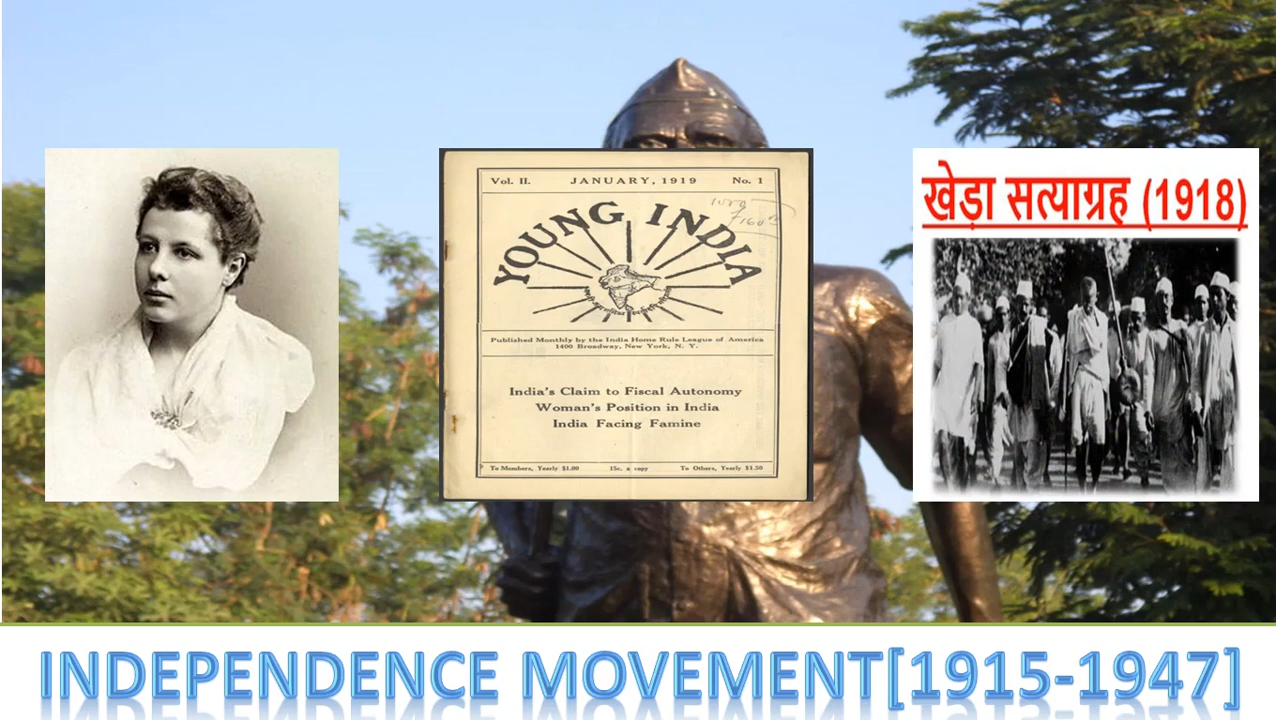 Vol. II. JANUARY, 1919 No. 1
YOUNG INDIA
Published Monthly by the India Home Rule League of America
1400 Broadway, New York, N. Y.
India's Claim to Fiscal Autonomy
Woman's Position in India
India Facing Famine
To Members, Yearly $1.00 15c. a copy To Others, Yearly $1.50
खेड़ा सत्याग्रह (1918)
INDEPENDENCE MOVEMENT[1915-1947]